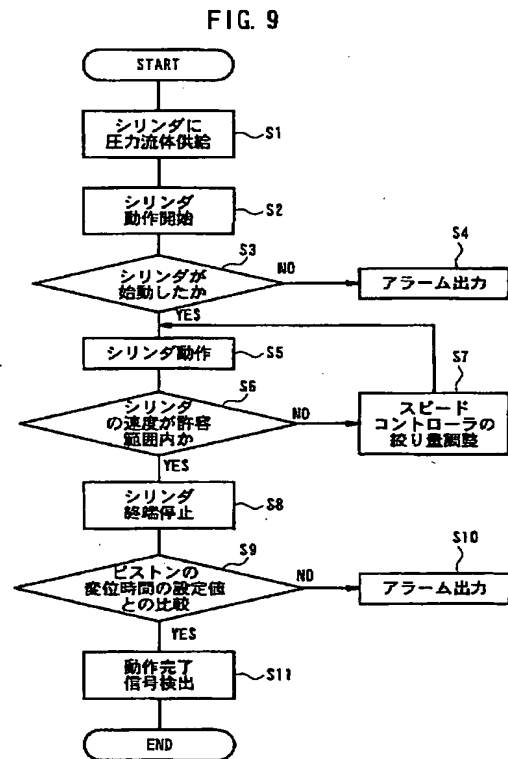 FIG. 9
START
シリンダに
圧力流体供給
S1
シリンダ
動作開始
S2
S3
シリンダが
始動したか
NO
S4
アラーム出力
YES
シリンダ動作
S5
S6
シリンダ
の速度が許容
範囲内か
NO
S7
スピード
コントローラの
絞り量調整
YES
シリンダ
終端停止
S8
S9
ピストンの
変位時間の設定値
との比較
NO
S10
アラーム出力
YES
動作完了
信号検出
S11
END